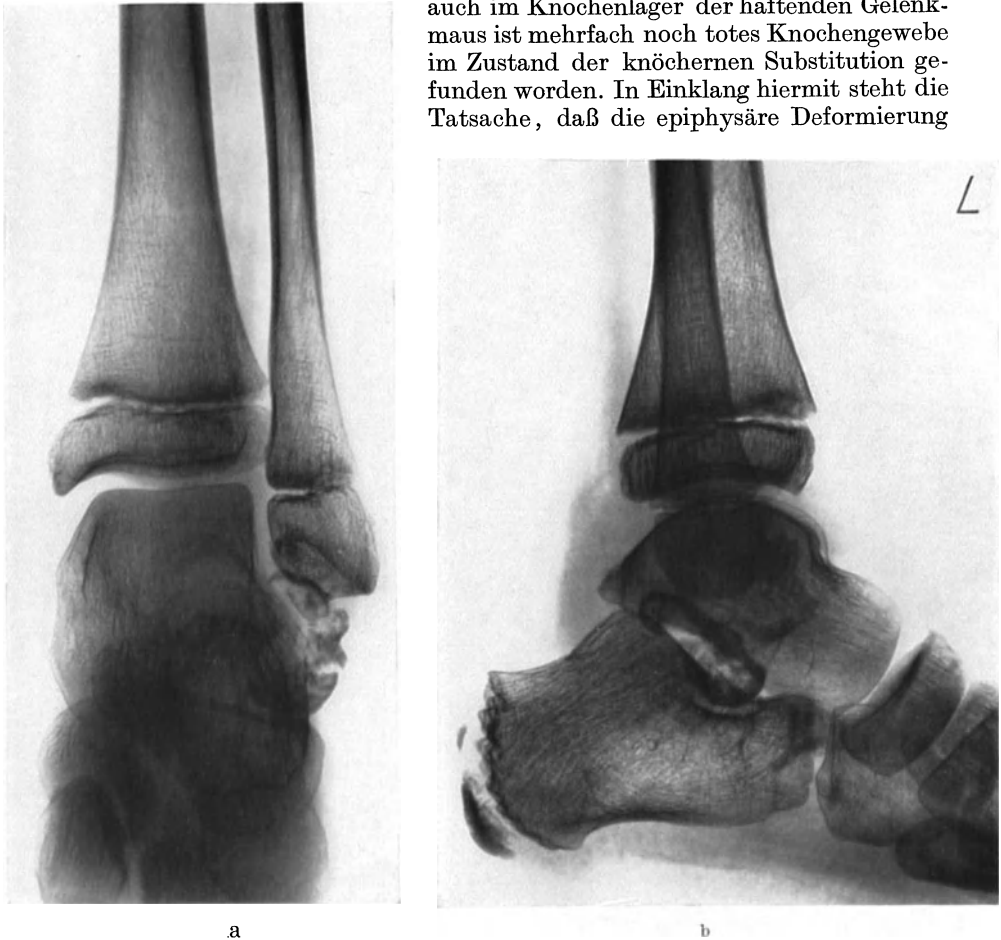 auch im Knochenlager der haftenden Gelenk-
maus ist mehrfach noch totes Knochengewebe
im Zustand der knöchernen Substitution ge-
funden worden. In Einklang hiermit steht die
Tatsache, daß die epiphysäre Deformierung
L
a
b